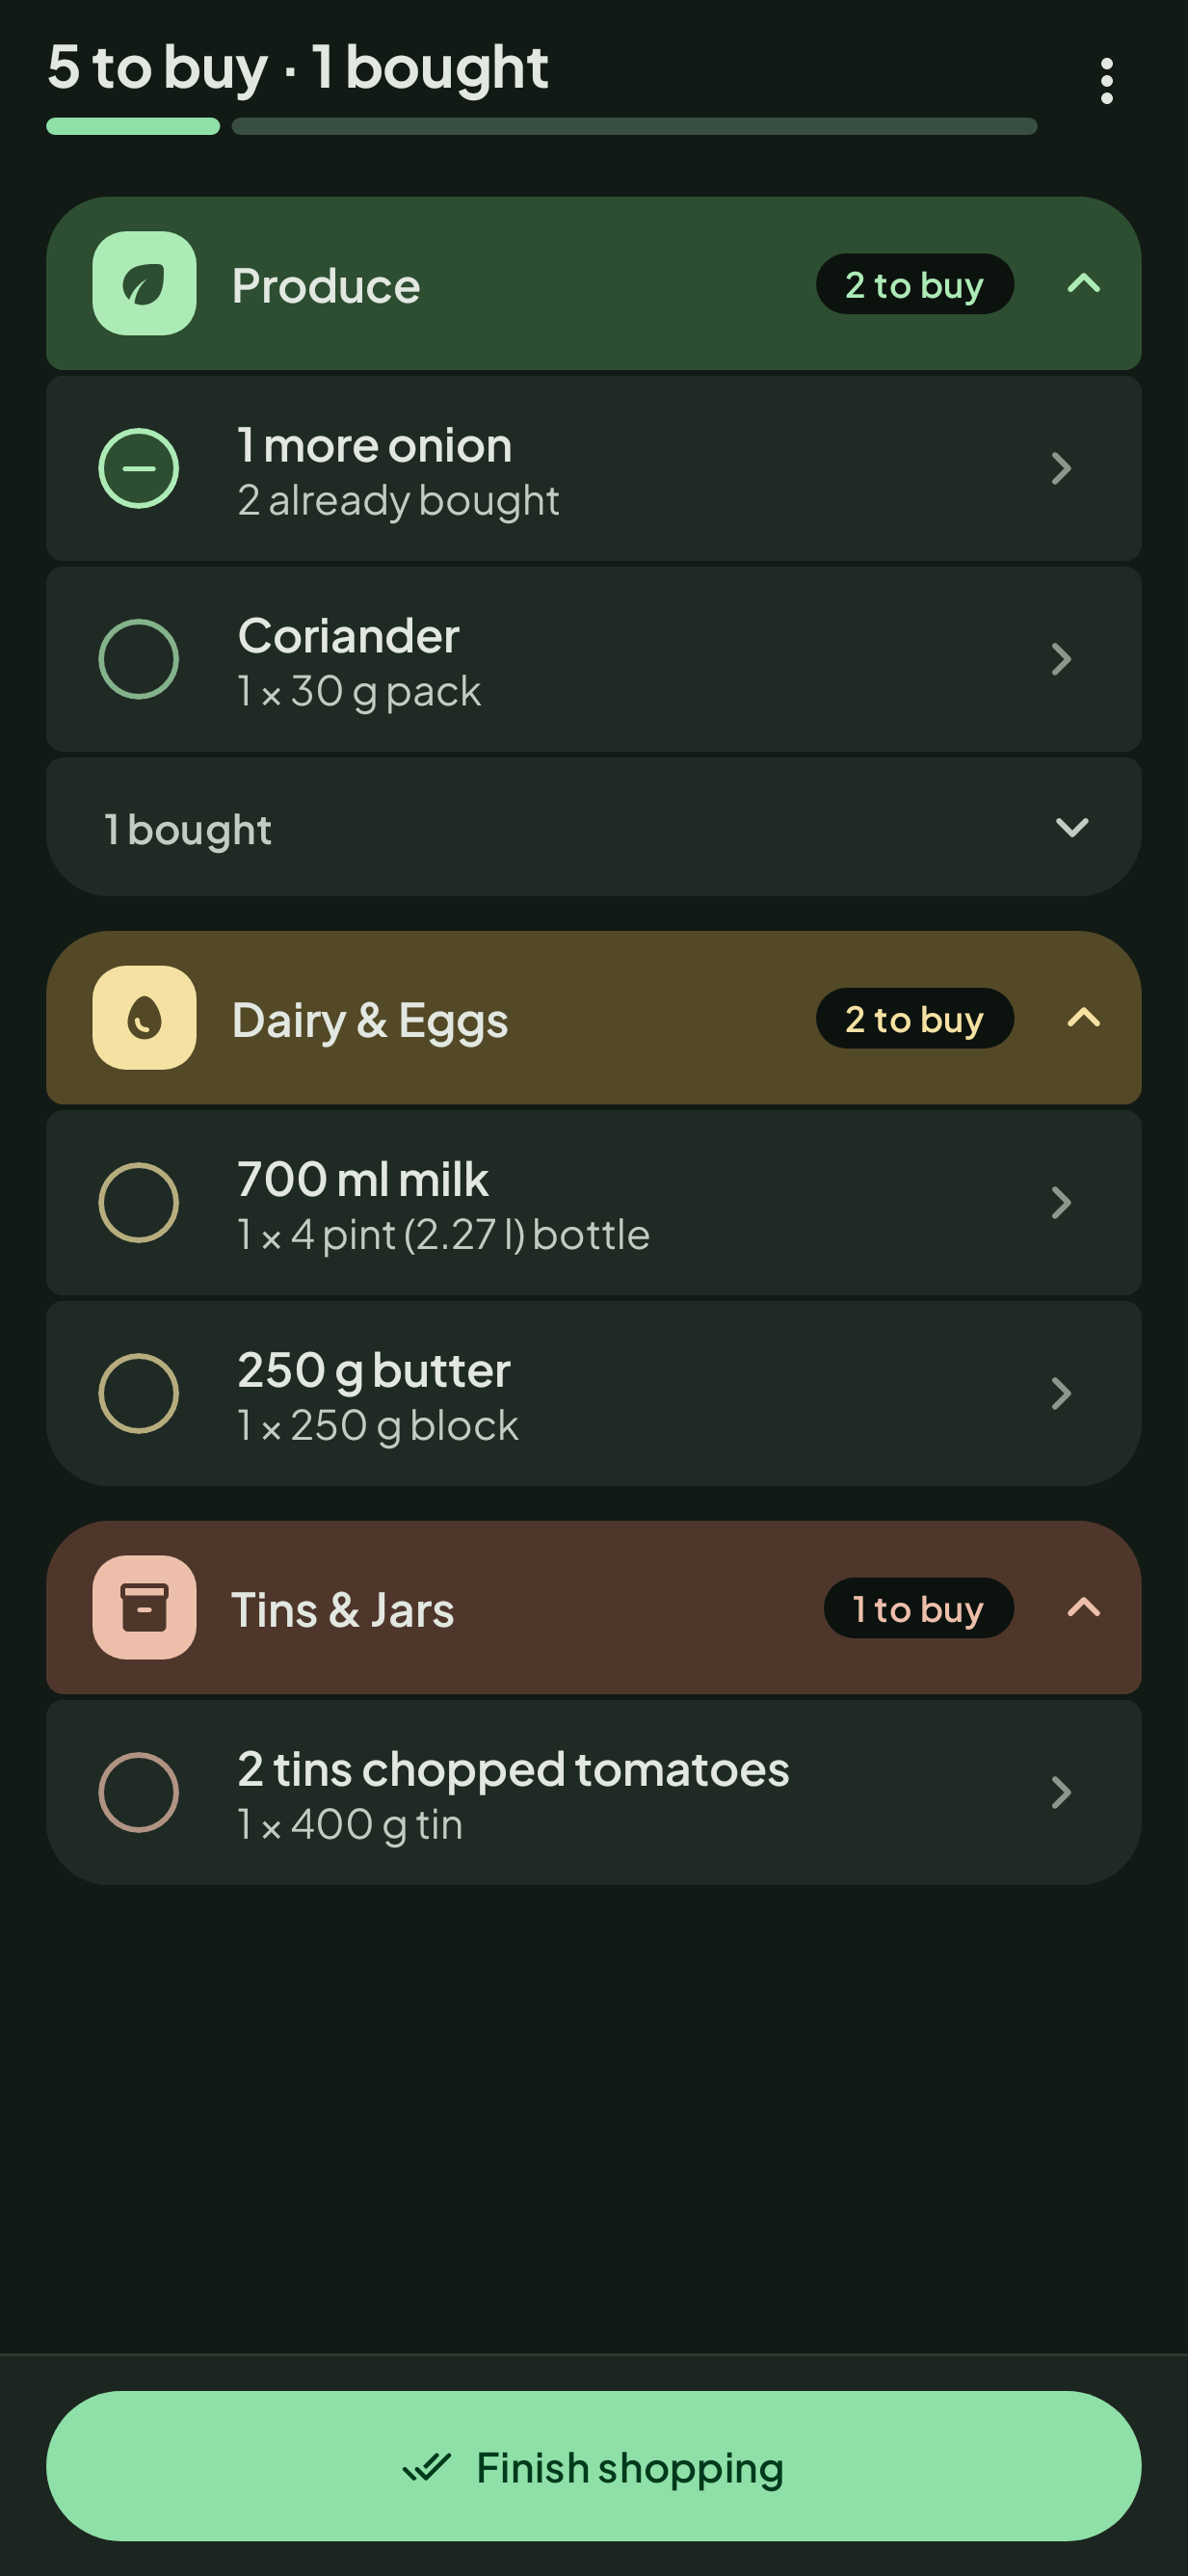 5 to buy · 1 bought
Produce
2 to buy
1 more onion
2 already bought
Coriander
1 × 30 g pack
1 bought
Dairy & Eggs
2 to buy
700 ml milk
1 × 4 pint (2.27 l) bottle
250 g butter
1 × 250 g block
Tins & Jars
1 to buy
2 tins chopped tomatoes
1 × 400 g tin
Finish shopping